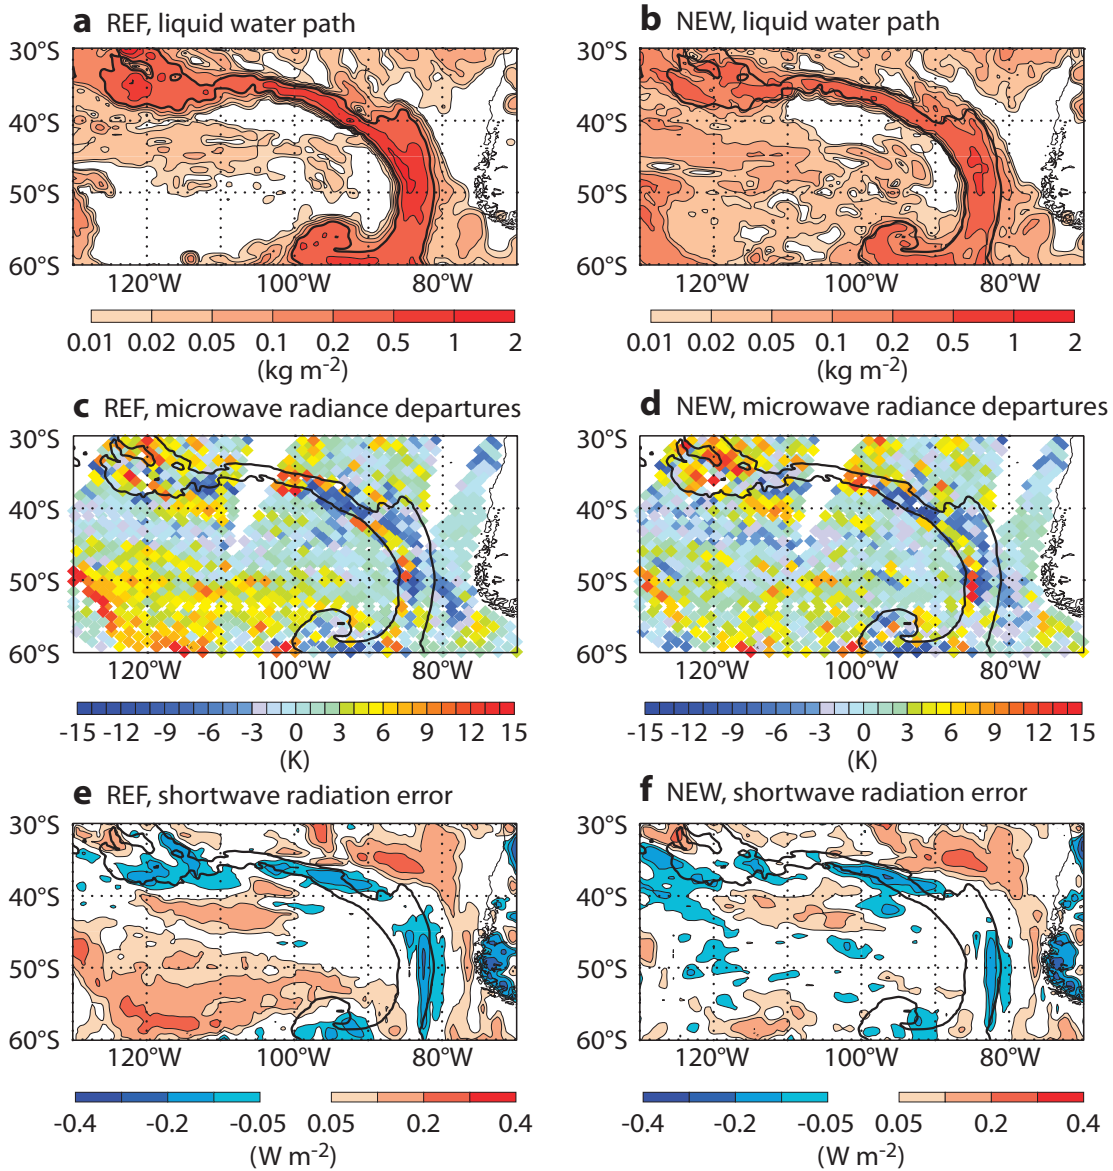 a REF, liquid water path
b NEW, liquid water path
30°S
40°S
50°S
60°S
120°W 100°W 80°W
30°S
40°S
50°S
60°S
120°W 100°W 80°W
0.01 0.02 0.05 0.1 0.2 0.5 1 2
(kg m-2)
0.01 0.02 0.05 0.1 0.2 0.5 1 2
(kg m-2)
c REF, microwave radiance departures
d NEW, microwave radiance departures
30°S
40°S
50°S
60°S
120°W 100°W 80°W
30°S
40°S
50°S
60°S
120°W 100°W 80°W
-15 -12 -9 -6 -3 0 3 6 9 12 15
(K)
-15 -12 -9 -6 -3 0 3 6 9 12 15
(K)
e REF, shortwave radiation error
f NEW, shortwave radiation error
30°S
40°S
50°S
60°S
120°W 100°W 80°W
30°S
40°S
50°S
60°S
120°W 100°W 80°W
-0.4 -0.2 -0.05 0.05 0.2 0.4
(W m-2)
-0.4 -0.2 -0.05 0.05 0.2 0.4
(W m-2)